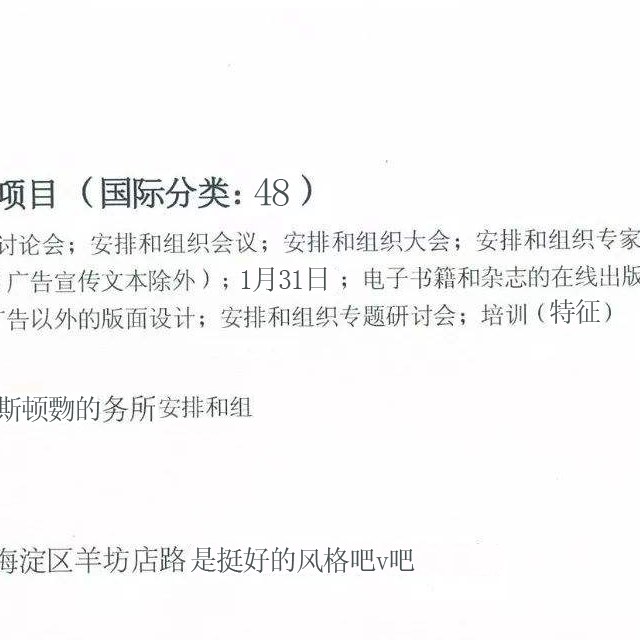 项目（国际分类：48）
讨论会；安排和组织会议；安排和组织大会；安排和组织专家
广告宣传文本除外）；1月31日；电子书籍和杂志的在线出版
广告以外的版面设计；安排和组织专题研讨会；培训（特征）
斯顿覅的务所安排和组
海淀区羊坊店路是挺好的风格吧v吧